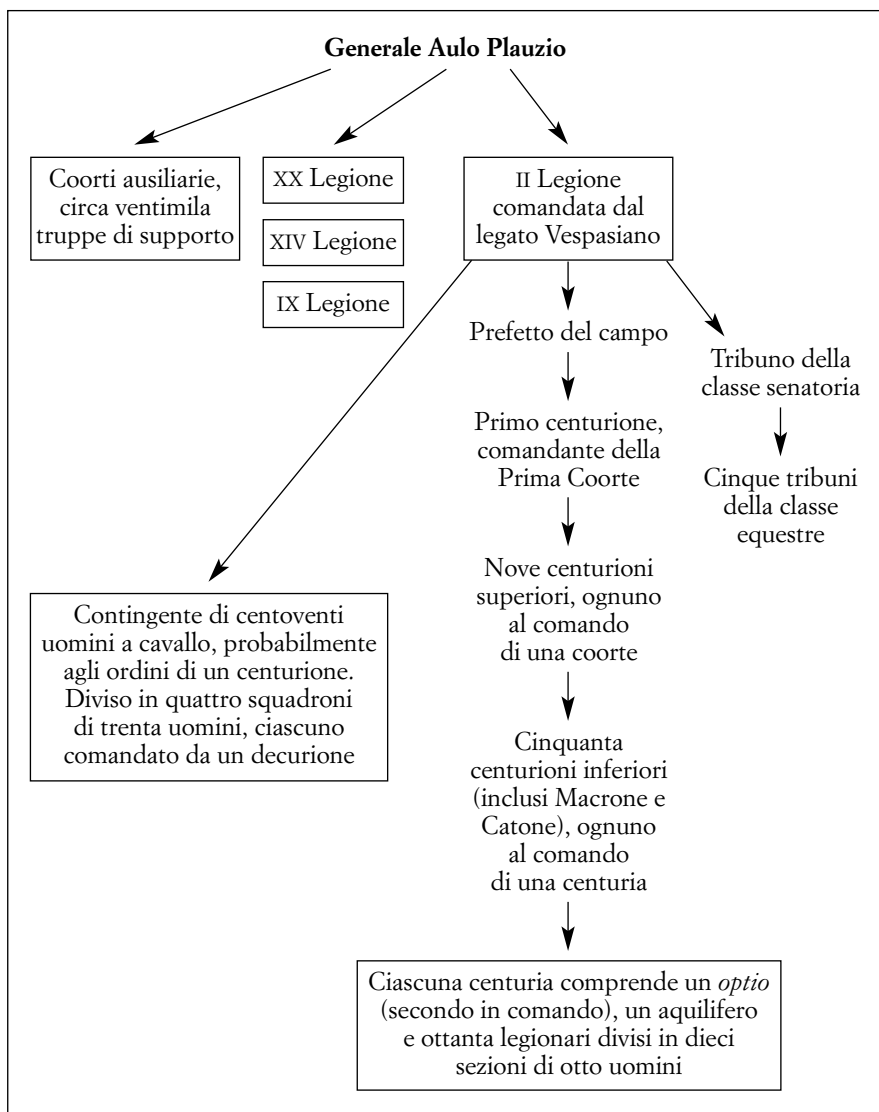 Generale Aulo Plauzio
Coorti ausiliarie,
circa ventimila
truppe di supporto
XX Legione
XIV Legione
IX Legione
II Legione
comandata dal
legato Vespasiano
Prefetto del campo
Primo centurione,
comandante della
Prima Coorte
Nove centurioni
superiori, ognuno
al comando
di una coorte
Cinquanta
centurioni inferiori
(inclusi Macrone e
Catone), ognuno
al comando
di una centuria
Ciascuna centuria comprende un optio
(secondo in comando), un aquilifero
e ottanta legionari divisi in dieci
sezioni di otto uomini
Tribuno della
classe senatoria
Cinque tribuni
della classe
equestre
Contingente di centoventi
uomini a cavallo, probabilmente
agli ordini di un centurione.
Diviso in quattro squadroni
di trenta uomini, ciascuno
comandato da un decurione